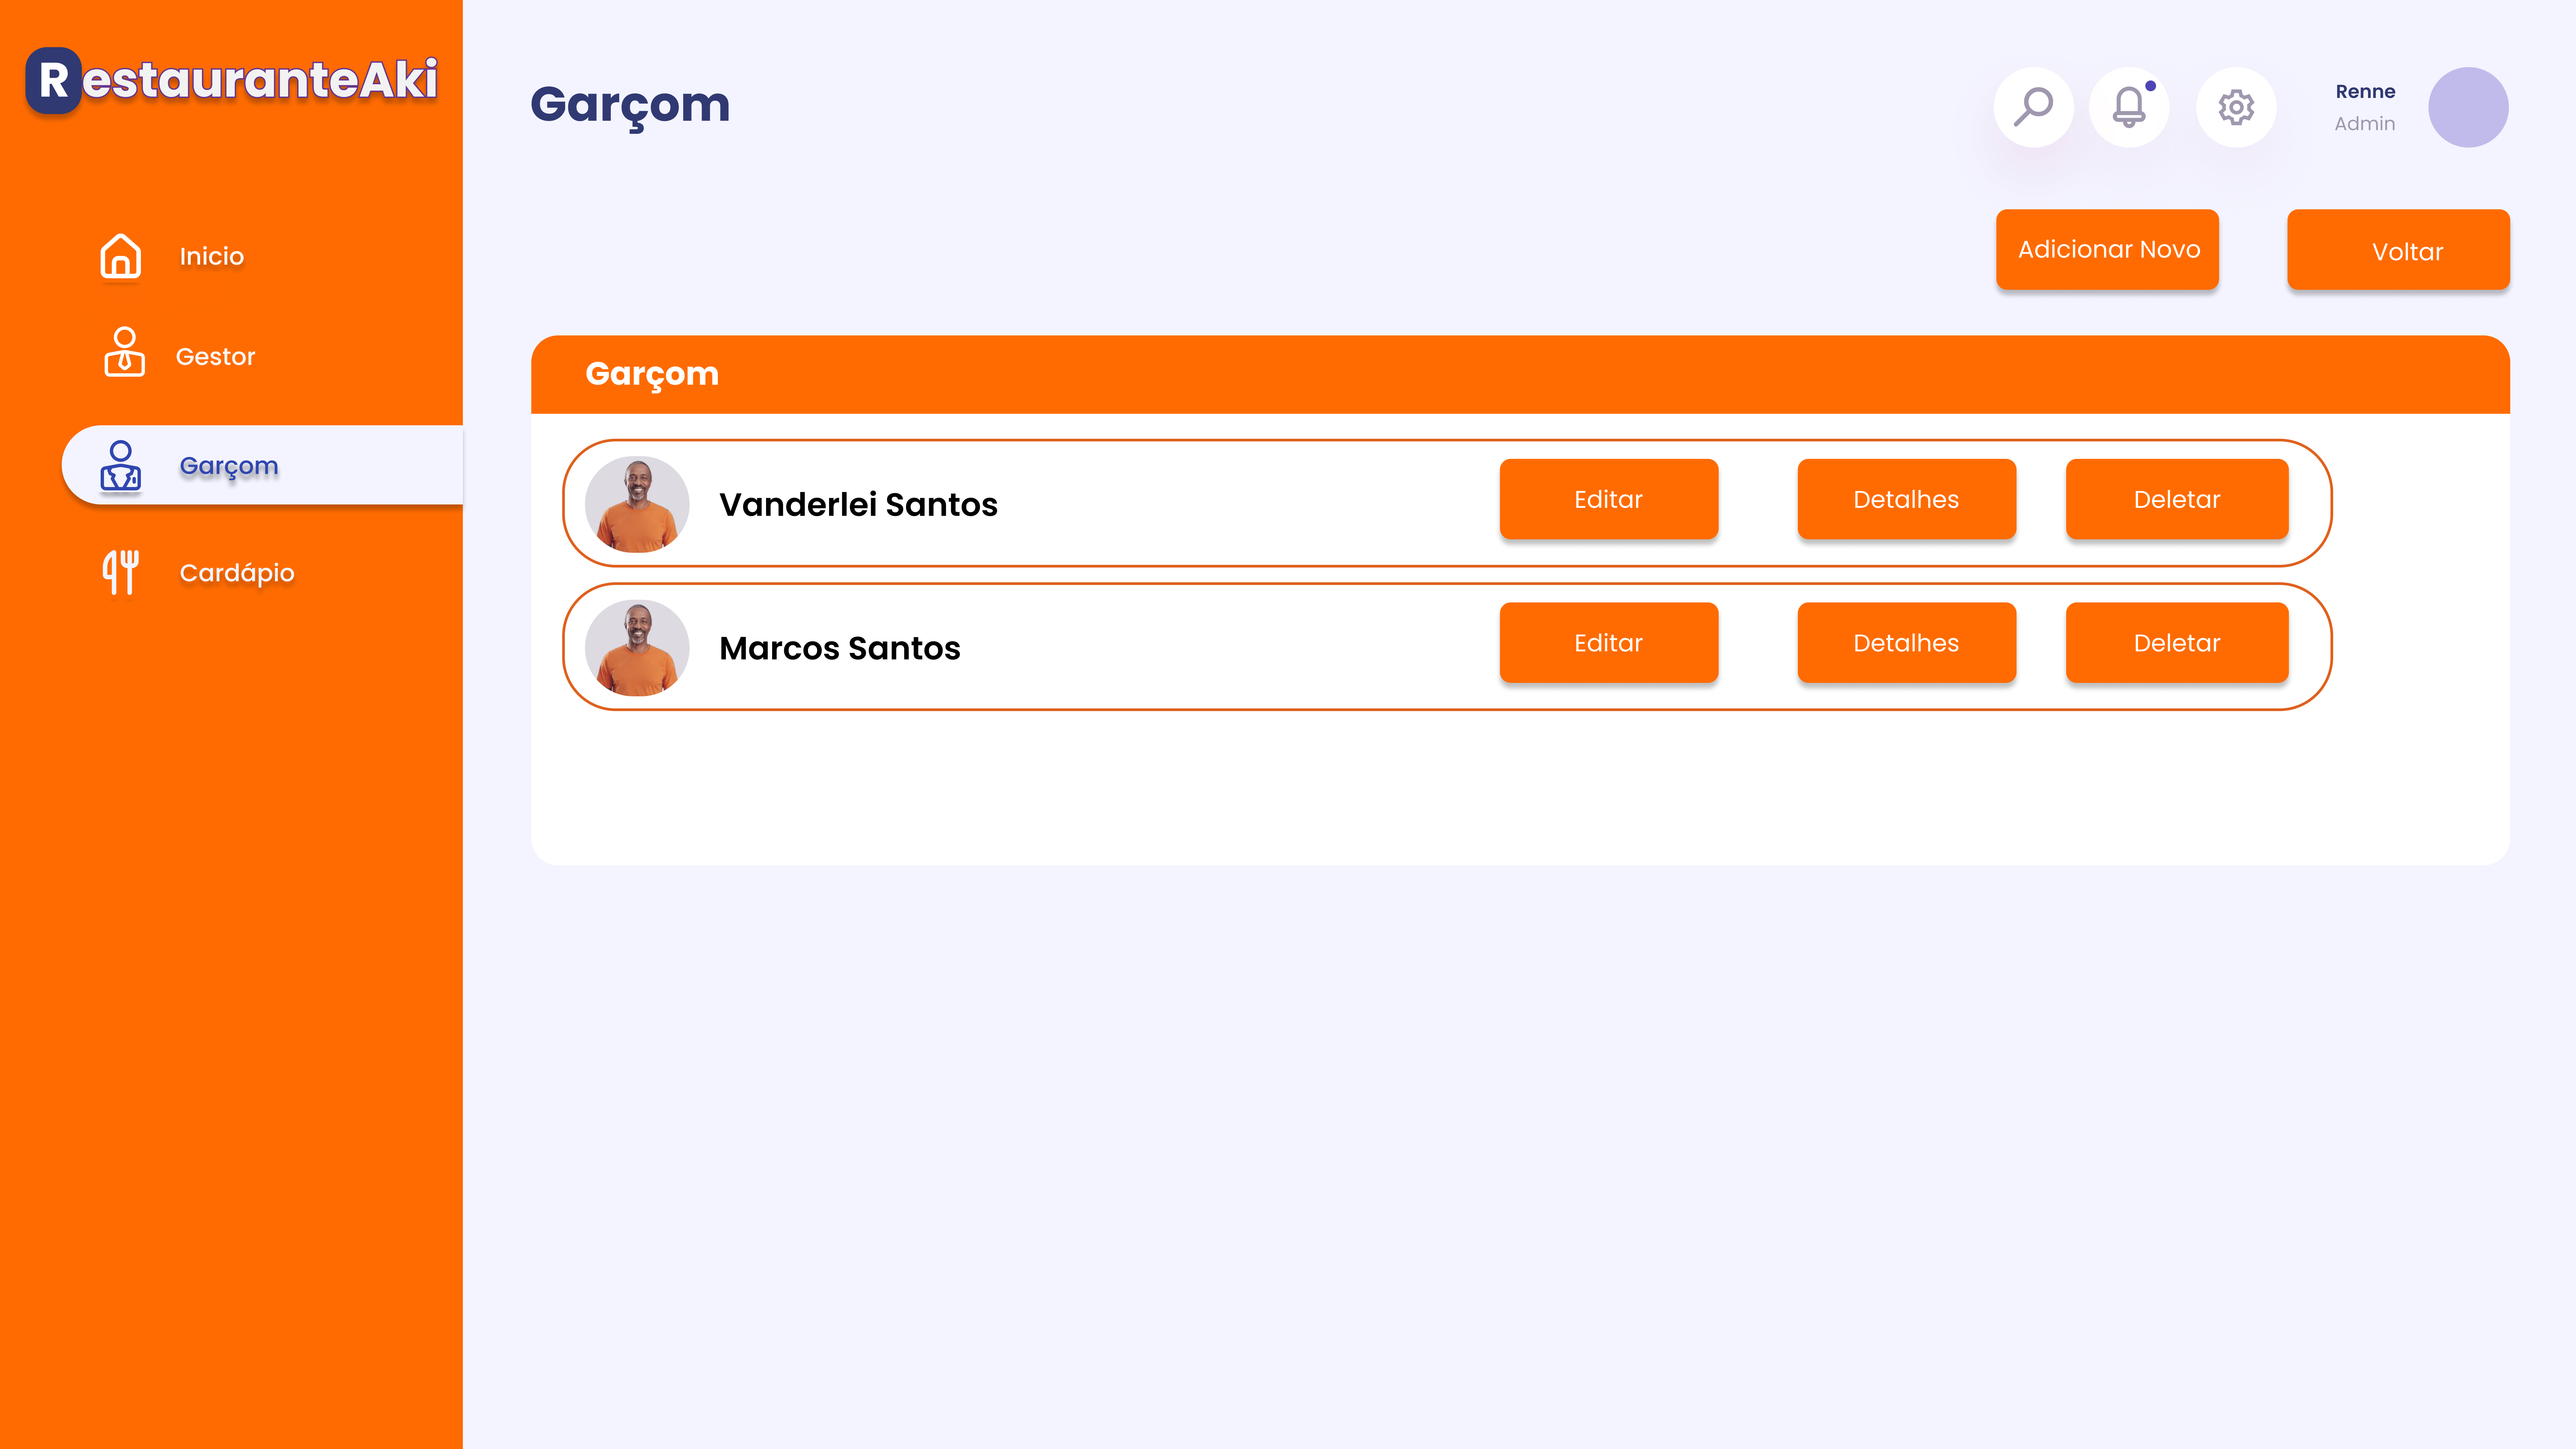 RestauranteAki
Garçom
Renne
Admin
Adicionar Novo
Voltar
Inicio
Gestor
Garçom
Cardápio
Garçom
Vanderlei Santos
Editar
Detalhes
Deletar
Marcos Santos
Editar
Detalhes
Deletar